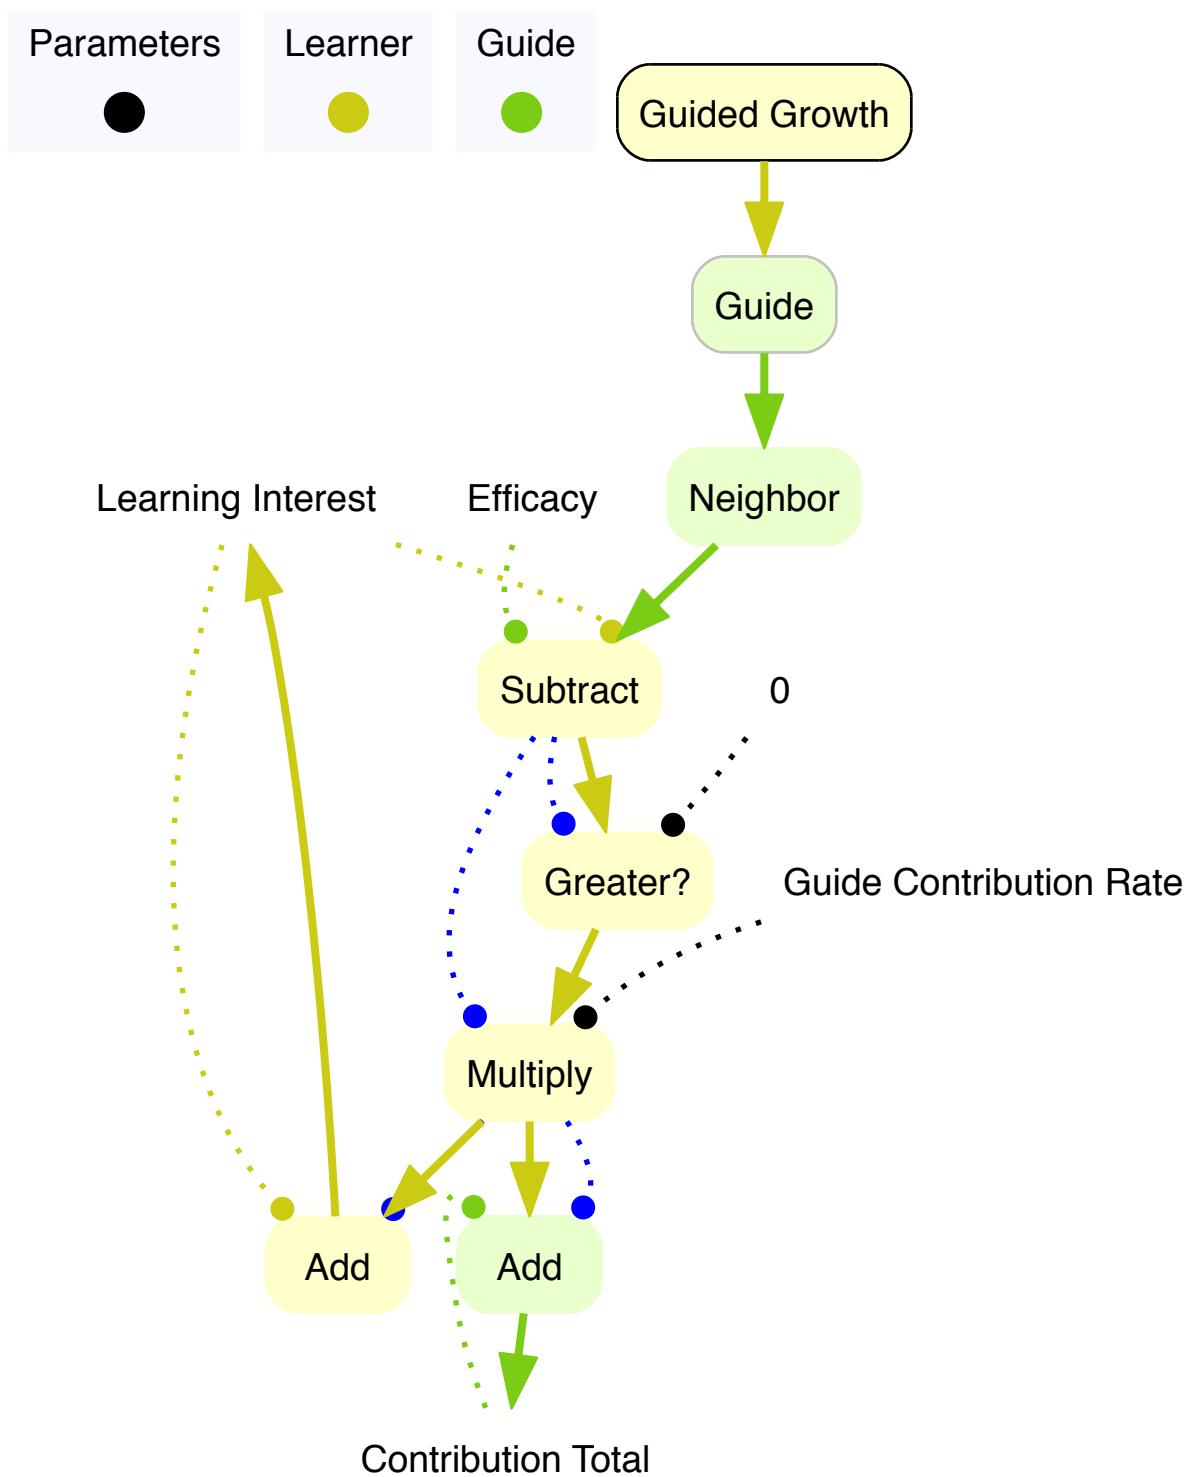 Parameters
Learner
Guide
Guided Growth
Guide
Learning Interest
Efficacy
Neighbor
Subtract
0
Greater?
Guide Contribution Rate
Multiply
Add
Add
Contribution Total